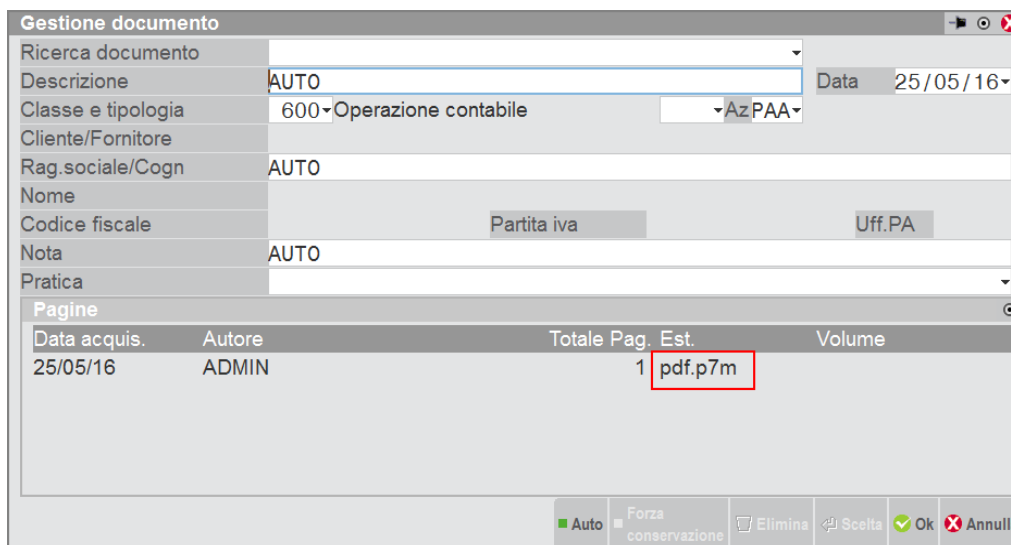 Gestione documento
Ricerca documento
Descrizione AUTO Data 25/05/16
Classe e tipologia 600 Operazione contabile Az PAA
Cliente/Fornitore
Rag.sociale/Cogn AUTO
Nome
Codice fiscale Partita iva Uff.PA
Nota AUTO
Pratica
Pagine
Data acquis. Autore Totale Pag. Est. Volume
25/05/16 ADMIN 1 pdf.p7m
Auto Forza conservazione Elimina Scelta Ok Annull